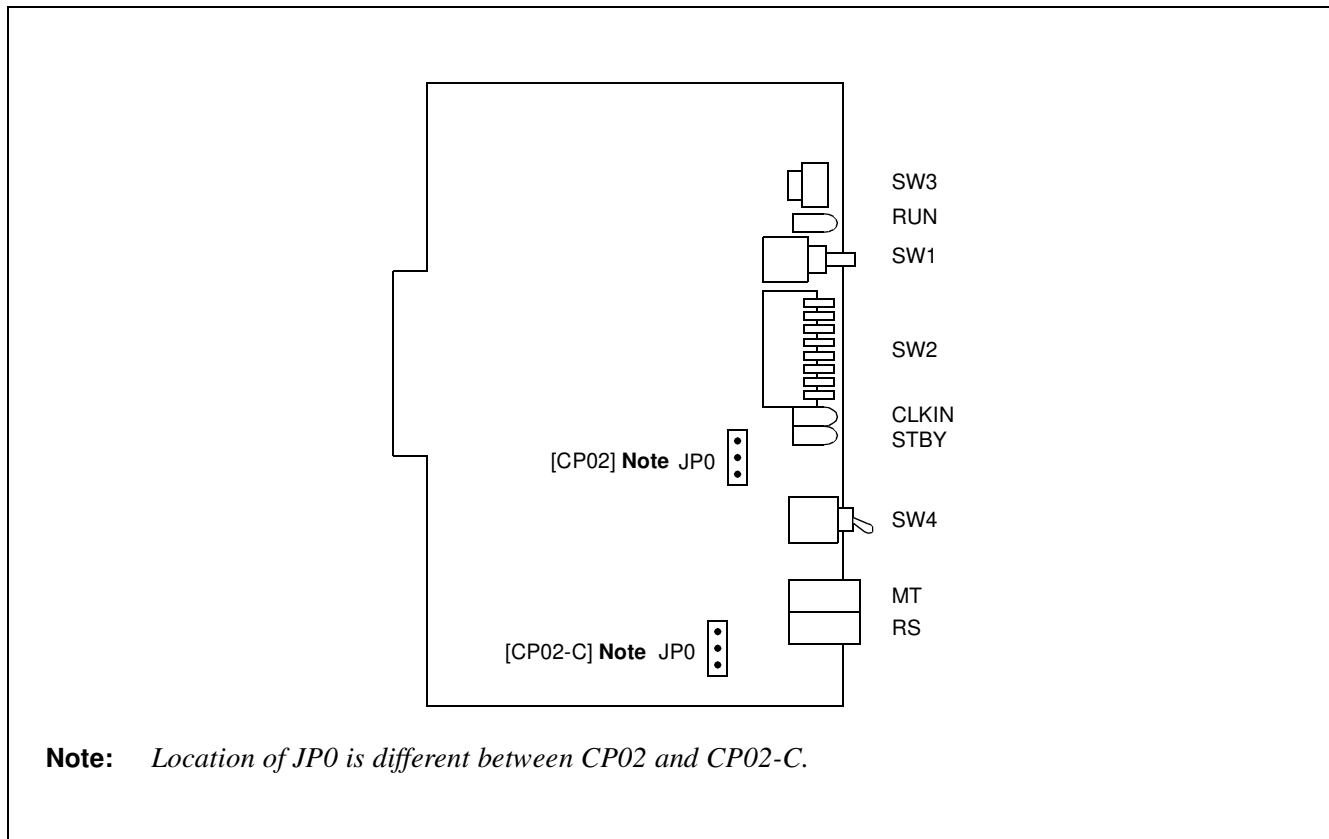 SW3
RUN
SW1
SW2
CLKIN
STBY
[CP02] Note JP0
SW4
MT
RS
[CP02-C] Note JP0
Note: Location of JP0 is different between CP02 and CP02-C.